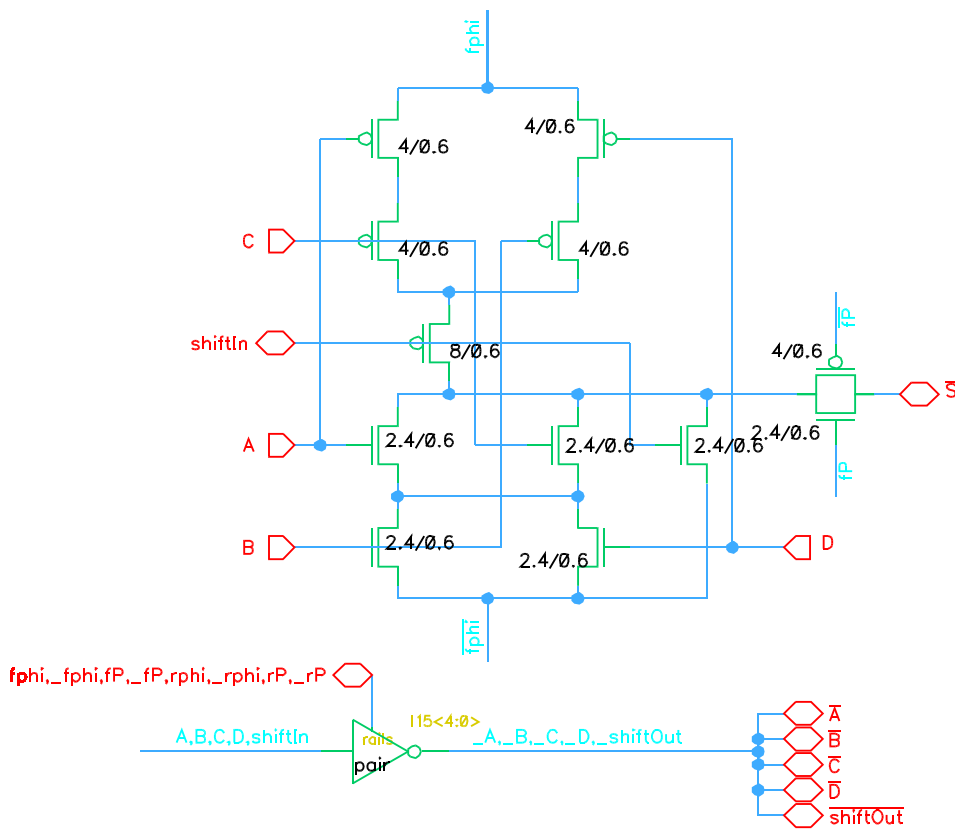 fphi
4/0.6
4/0.6
C
4/0.6
4/0.6
fP
shiftIn
8/0.6
4/0.6
S
A
2.4/0.6
2.4/0.6
2.4/0.6
2.4/0.6
fP
B
2.4/0.6
2.4/0.6
D
fphi
fphi,_fphi,fP,_fP,rphi,_rphi,rP,_rP
I15<4:0>
A,B,C,D,shiftIn
rails
pair
_A,_B,_C,_D,_shiftOut
A
B
C
D
shiftOut